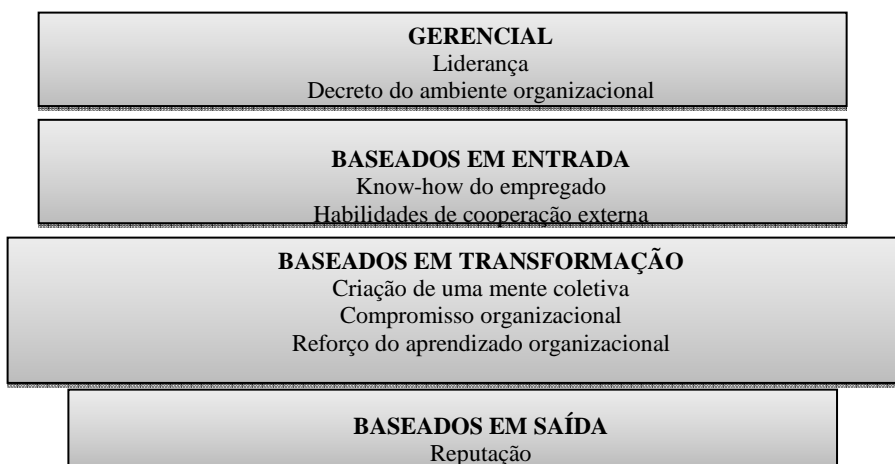 GERENCIAL
Liderança
Decreto do ambiente organizacional
BASEADOS EM ENTRADA
Know-how do empregado
Habilidades de cooperação externa
BASEADOS EM TRANSFORMAÇÃO
Criação de uma mente coletiva
Compromisso organizacional
Reforço do aprendizado organizacional
BASEADOS EM SAÍDA
Reputação